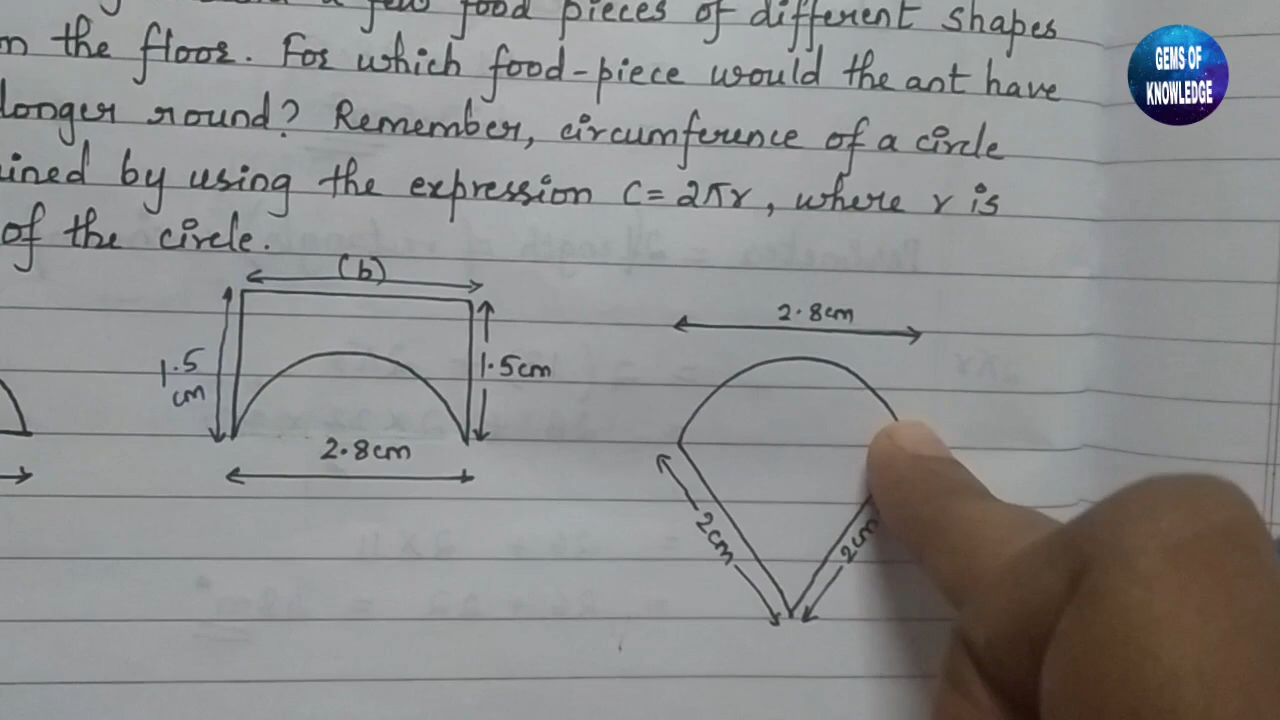 a few food pieces of different shapes
n the floor. For which food-piece would the ant have
longer round? Remember, circumference of a circle
ined by using the expression C = 2πr, where r is
of the circle.
GEMS OF
KNOWLEDGE
(b)
1.5
cm
1.5cm
2.8cm
2.8cm
2cm
2cm